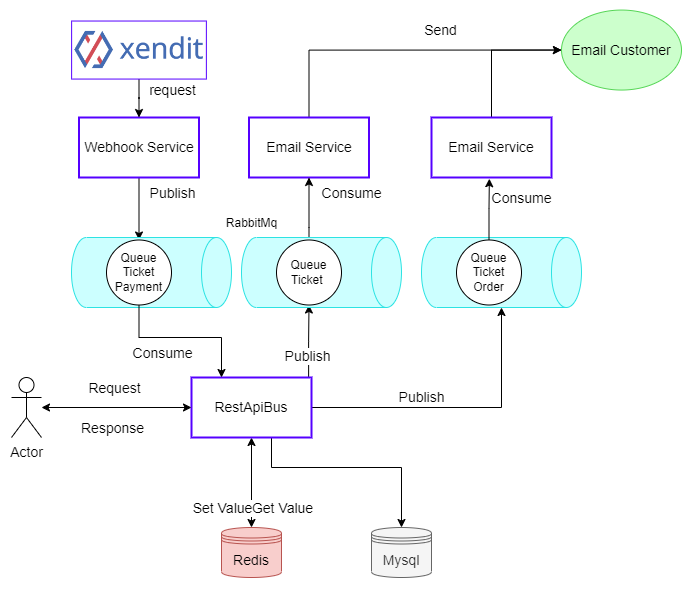 xendit
Send
Email Customer
request
Webhook Service
Email Service
Email Service
Publish
Consume
Consume
RabbitMq
Queue
Ticket
Payment
Queue
Ticket
Queue
Ticket
Order
Consume
Publish
Request
RestApiBus
Publish
Response
Actor
Set ValueGet Value
Redis
Mysql